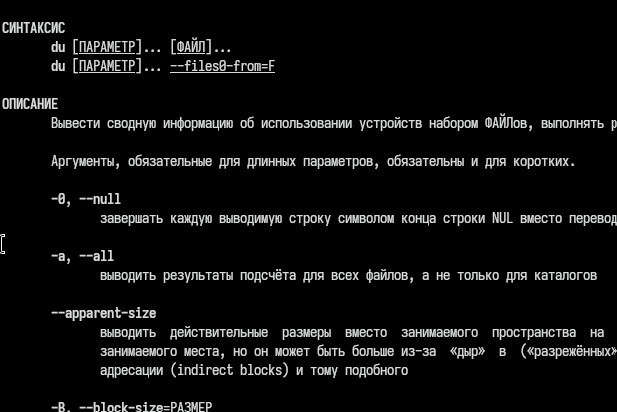 СИНТАКСИС
du [ПАРАМЕТР]... [ФАЙЛ]...
du [ПАРАМЕТР]... --files0-from=F
ОПИСАНИЕ
Вывести сводную информацию об использовании устройств набором ФАЙЛов, выполнять
Аргументы, обязательные для длинных параметров, обязательны и для коротких.
-0, --null
завершать каждую выводимую строку символом конца строки NUL вместо перевод
-a, --all
выводить результаты подсчёта для всех файлов, а не только для каталогов
--apparent-size
выводить действительные размеры вместо занимаемого пространства на
занимаемого места, но он может быть больше из-за «дыр» в («разрежённых»
адресации (indirect blocks) и тому подобного
-B, --block-size=РАЗМЕР